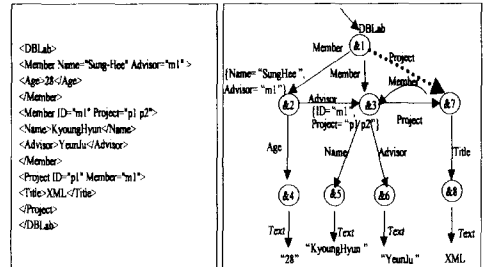 <DBLab>
<Member Name="Sung-Hee" Advisor="m1" >
<Age>28</Age>
</Member>
<Member ID="m1" Project="p1 p2">
<Name>KyoungHyun</Name>
<Advisor>YeunJu</Advisor>
</Member>
<Project ID="p1" Member="m1">
<Title>XML</Title>
</Project>
</DBLab>
DBLab
&1
Member
Project
{Name= "SungHee",
Advisor= "m1"}
Member
Member
&2
Advisor
&3
&7
{ID= "m1"
Project= "p1/p2"}
Project
Age
Name
Advisor
Title
&4
&5
&6
&8
Text
Text
Text
Text
"28"
"KyoungHyun"
"YeunJu"
XML